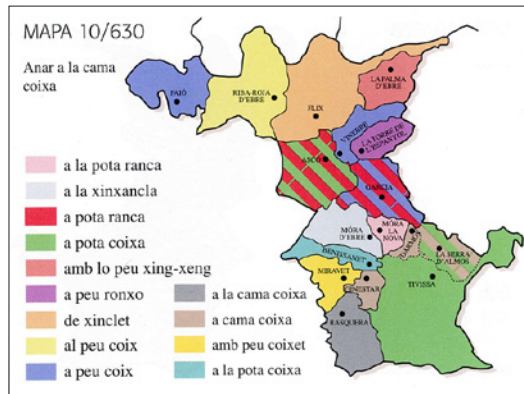 MAPA 10/630
Anar a la cama
coixa
FAIÓ
RIBA-ROJA
D'EBRE
FLIX
LA PALMA
D'EBRE
VINEBRE
LA TORRE DE
L'ESPANYOL
ASCÓ
GARCIA
MÓRA
D'EBRE
MÓRA
LA NOVA
DARMÓS
LA SERRA
D'ALMOS
BENISSANET
MIRAVET
GINESTAR
TIVISSA
RASQUERA
a la pota ranca
a la xinxancla
a pota ranca
a pota coixa
amb lo peu xing-xeng
a peu ronxo
de xinclet
al peu coix
a peu coix
a la cama coixa
a cama coixa
amb peu coixet
a la pota coixa